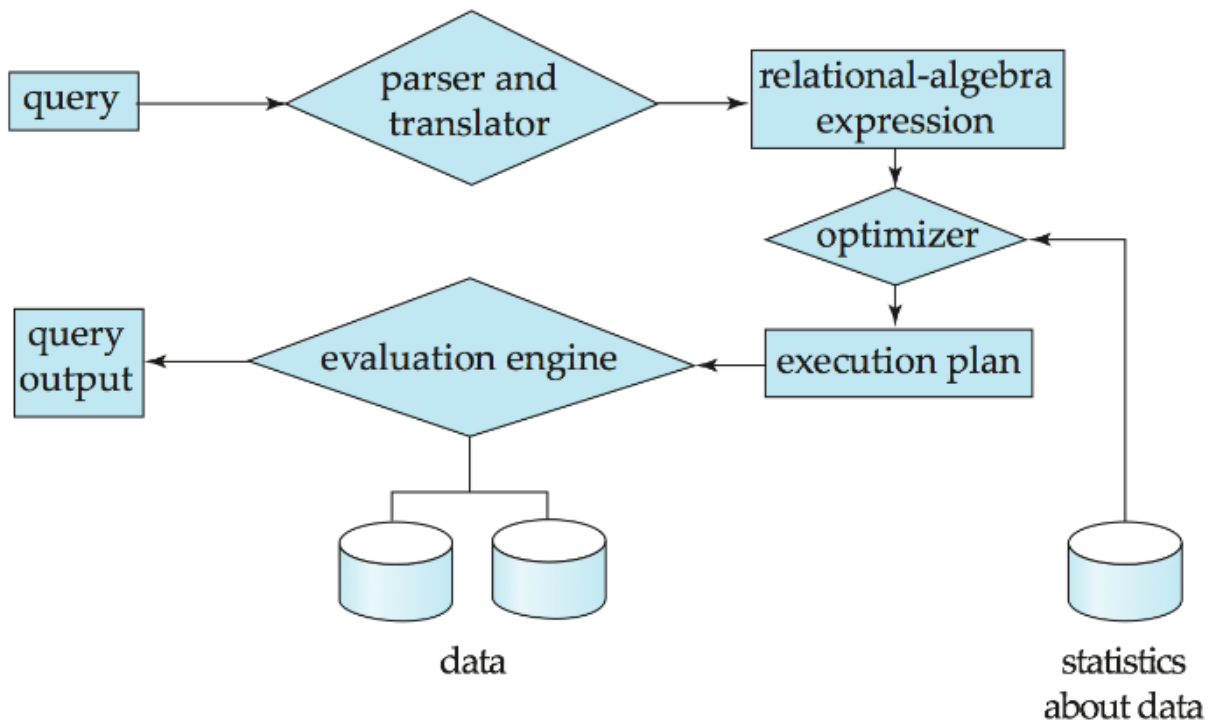 query
parser and
translator
relational-algebra
expression
optimizer
query
output
evaluation engine
execution plan
data
statistics
about data